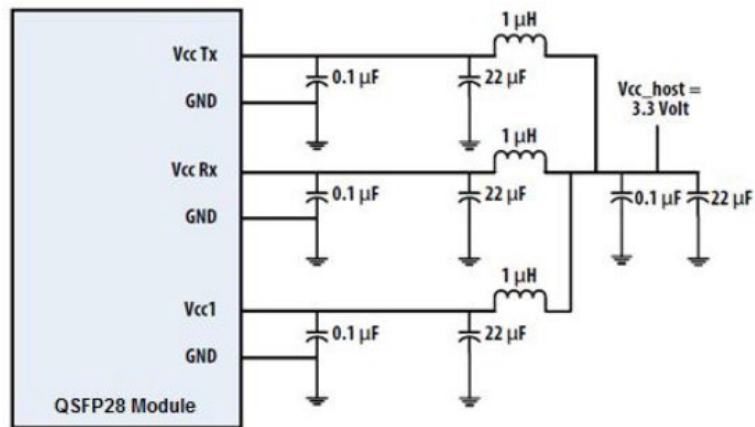 1 µH
Vcc Tx
0.1 µF
22 µF
GND
Vcc_host =
3.3 Volt
1 µH
Vcc Rx
0.1 µF
22 µF
0.1 µF
22 µF
GND
1 µH
Vcc1
0.1 µF
22 µF
GND
QSFP28 Module